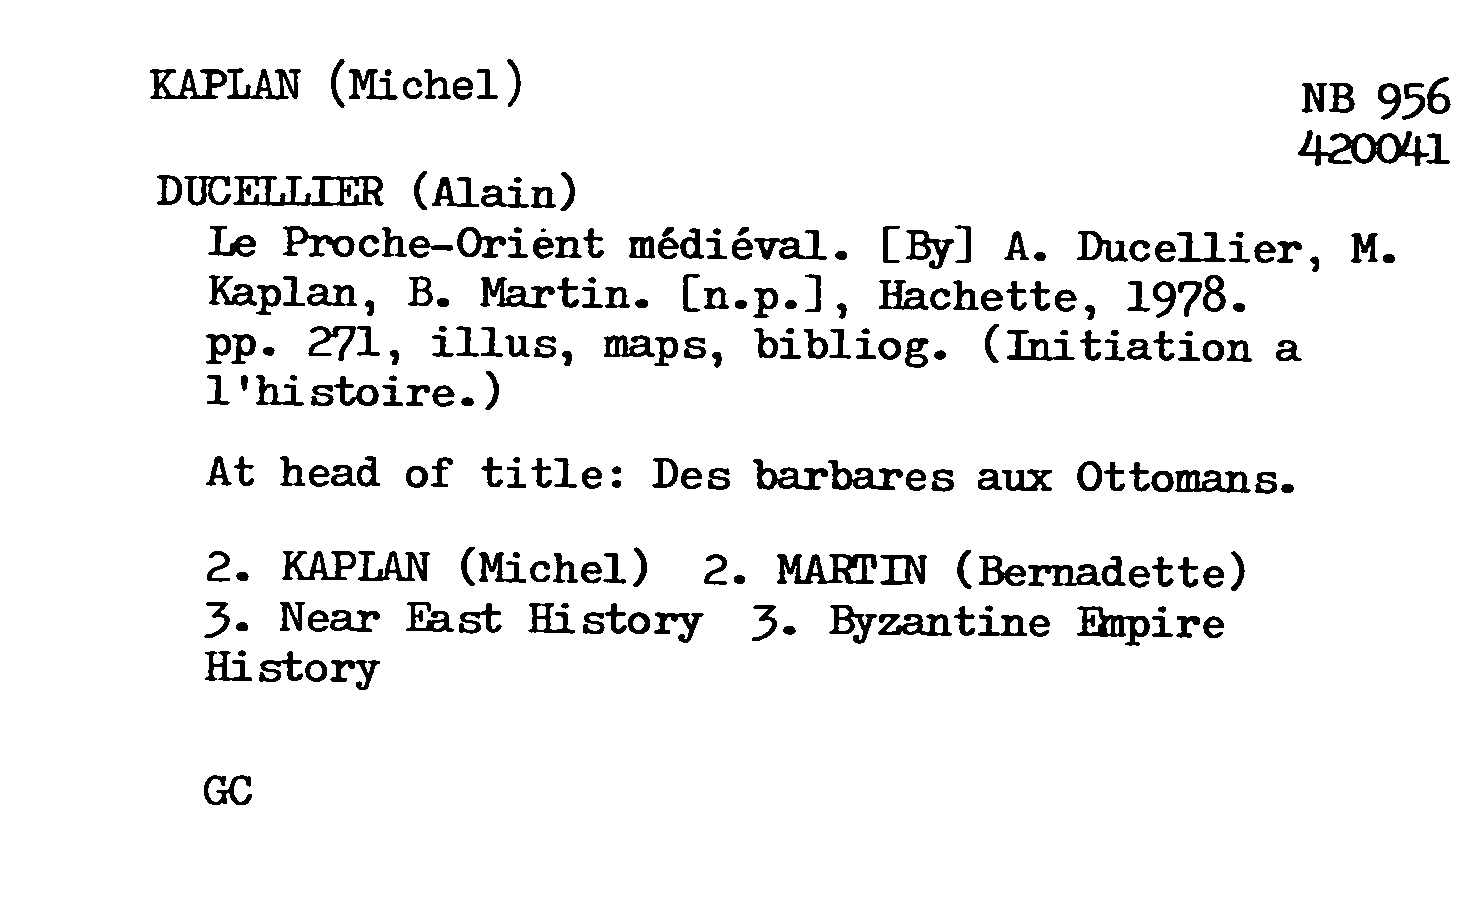 KAPLAN (Michel)
NB 956
420041
DUCELLIER (Alain)
Le Proche-Orient médiéval. [By] A. Ducellier, M.
Kaplan, B. Martin. [n.p.], Hachette, 1978.
pp. 271, illus, maps, bibliog. (Initiation a
l'histoire.)
At head of title: Des barbares aux Ottomans.
2. KAPLAN (Michel) 2. MARTIN (Bernadette)
3. Near East History 3. Byzantine Empire
History
GC